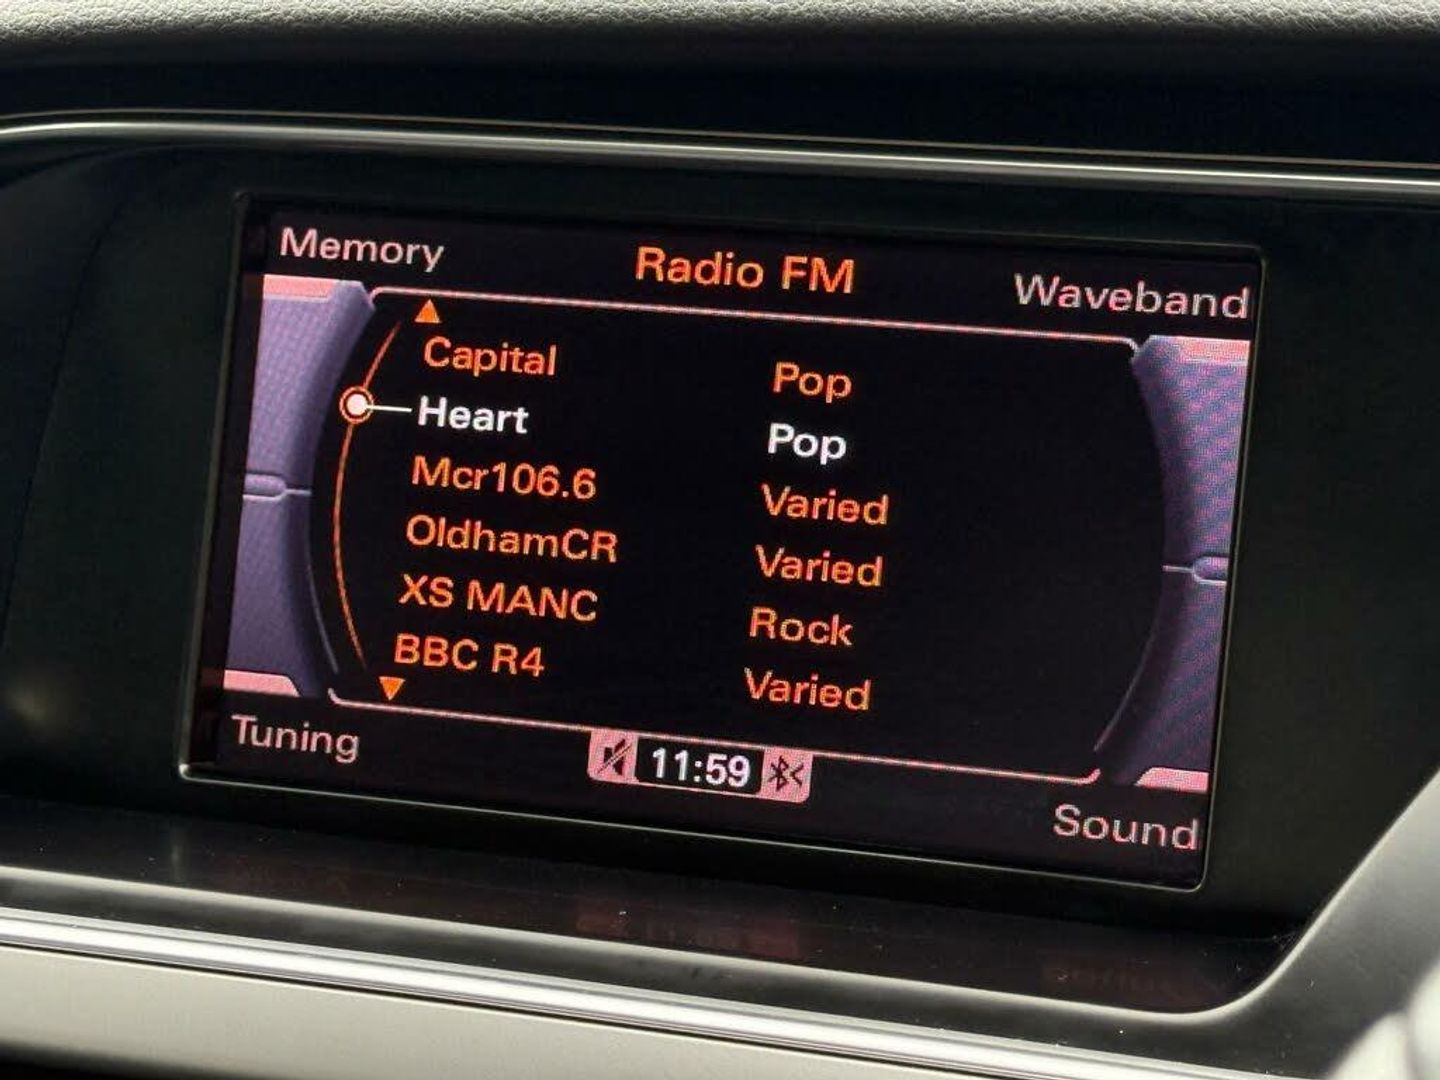 Memory
Radio FM
Waveband
Capital Pop
Heart Pop
Mcr106.6 Varied
OldhamCR Varied
XS MANC Rock
BBC R4 Varied
Tuning
11:59
Sound